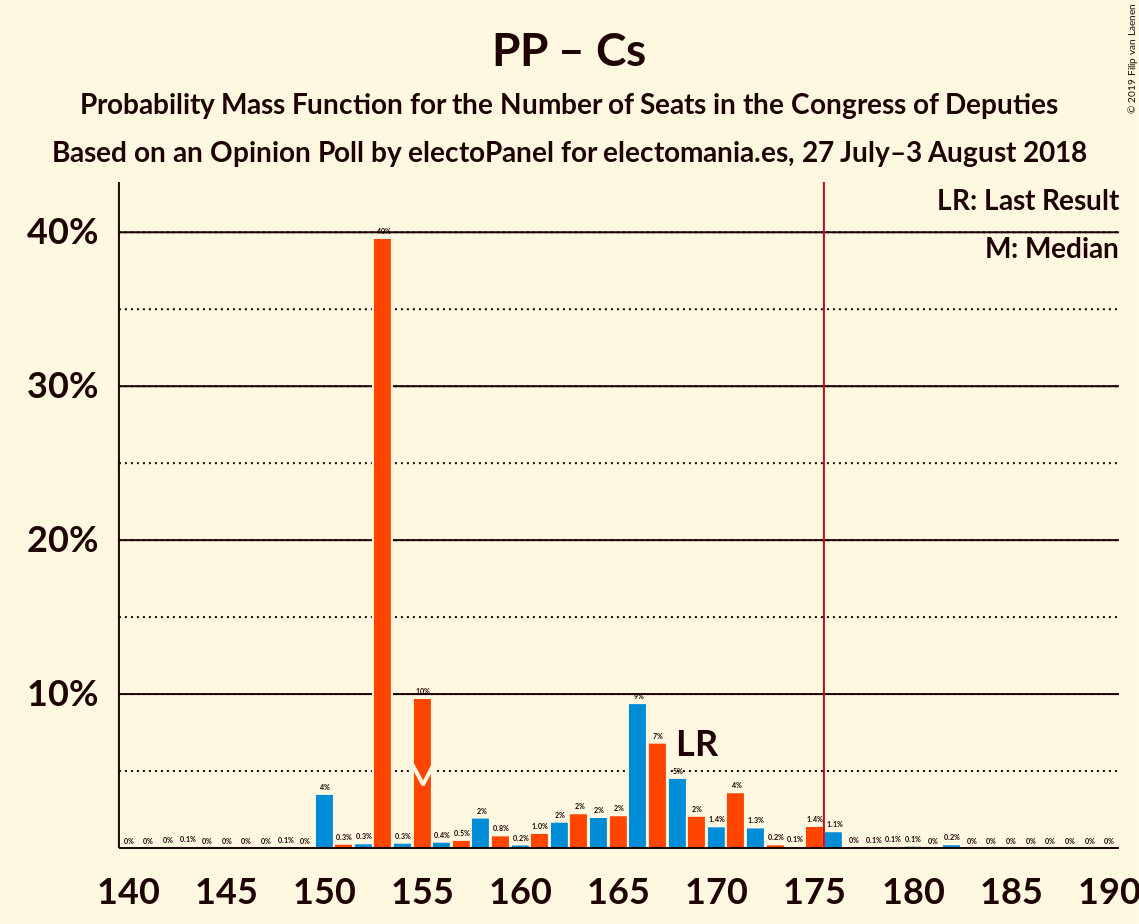 PP – Cs
Probability Mass Function for the Number of Seats in the Congress of Deputies
Based on an Opinion Poll by electoPanel for electomania.es, 27 July–3 August 2018
© 2019 Filip van Laenen
LR: Last Result
M: Median
40%
30%
20%
10%
0% 0% 0% 0.1% 0% 0% 0% 0% 0.1% 0% 4% 0.3% 0.3% 40% 0.3% 10% 0.4% 0.5% 2% 0.8% 0.2% 1.0% 2% 2% 2% 2% 9% 7% 5% 2% 1.4% 4% 1.3% 0.2% 0.1% 1.4% 1.1% 0% 0.1% 0.1% 0.1% 0% 0.2% 0% 0% 0% 0% 0% 0% 0% 0%
LR
M
140 145 150 155 160 165 170 175 180 185 190